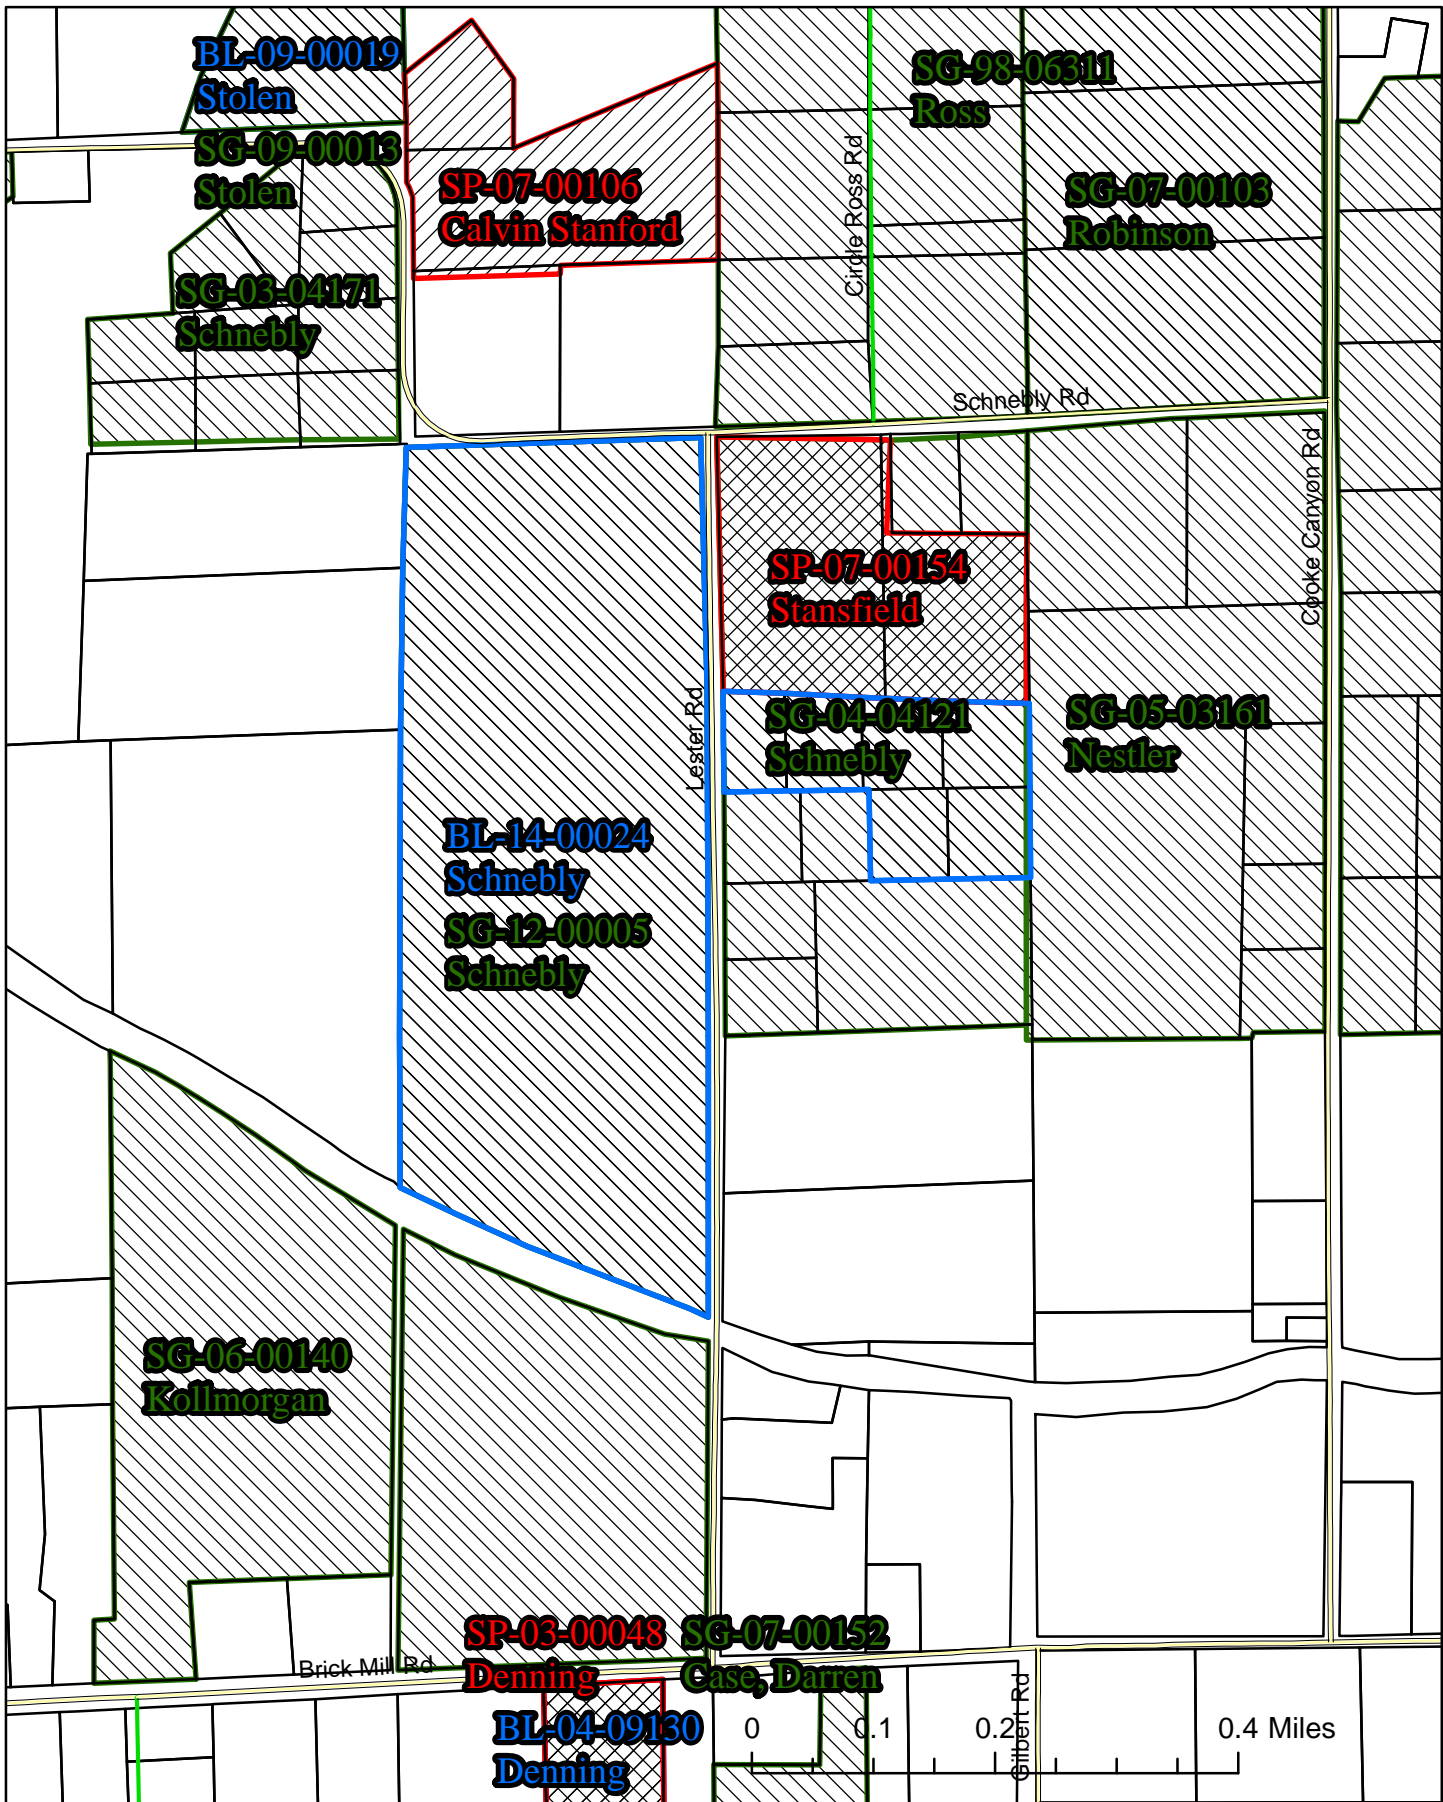 BL-09-00019
Stolen
SG-09-00013
Stolen
SG-03-04171
Schnebly
SP-07-00106
Calvin Stanford
SG-98-06311
Ross
SG-07-00103
Robinson
Circle Ross Rd
Schnebly Rd
Cooke Canyon Rd
SP-07-00154
Stansfield
Lester Rd
SG-04-04121
Schnebly
SG-05-03161
Nestler
BL-14-00024
Schnebly
SG-12-00005
Schnebly
SG-06-00140
Kollmorgan
Brick Mill Rd
SP-03-00048
Denning
SG-07-00152
Case, Darren
BL-04-09130
Denning
Gilbert Rd
0 0.1 0.2 0.4 Miles